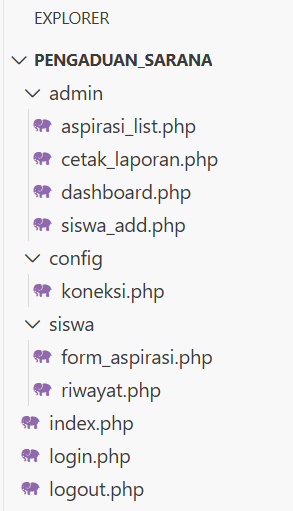 EXPLORER
PENGADUAN_SARANA
admin
aspirasi_list.php
cetak_laporan.php
dashboard.php
siswa_add.php
config
koneksi.php
siswa
form_aspirasi.php
riwayat.php
index.php
login.php
logout.php